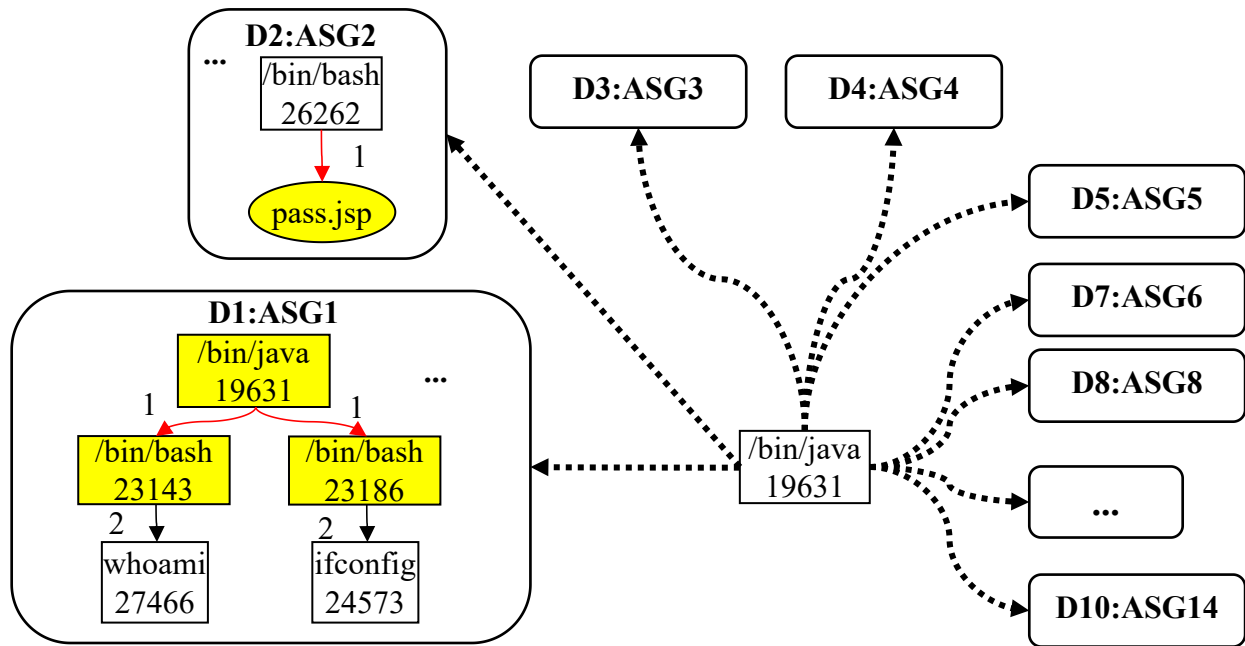 D2:ASG2
...
/bin/bash
26262
1
pass.jsp
D3:ASG3
D4:ASG4
D5:ASG5
D7:ASG6
D8:ASG8
...
D10:ASG14
/bin/java
19631
D1:ASG1
/bin/java
19631
...
1
1
/bin/bash
23143
/bin/bash
23186
2
2
whoami
27466
ifconfig
24573